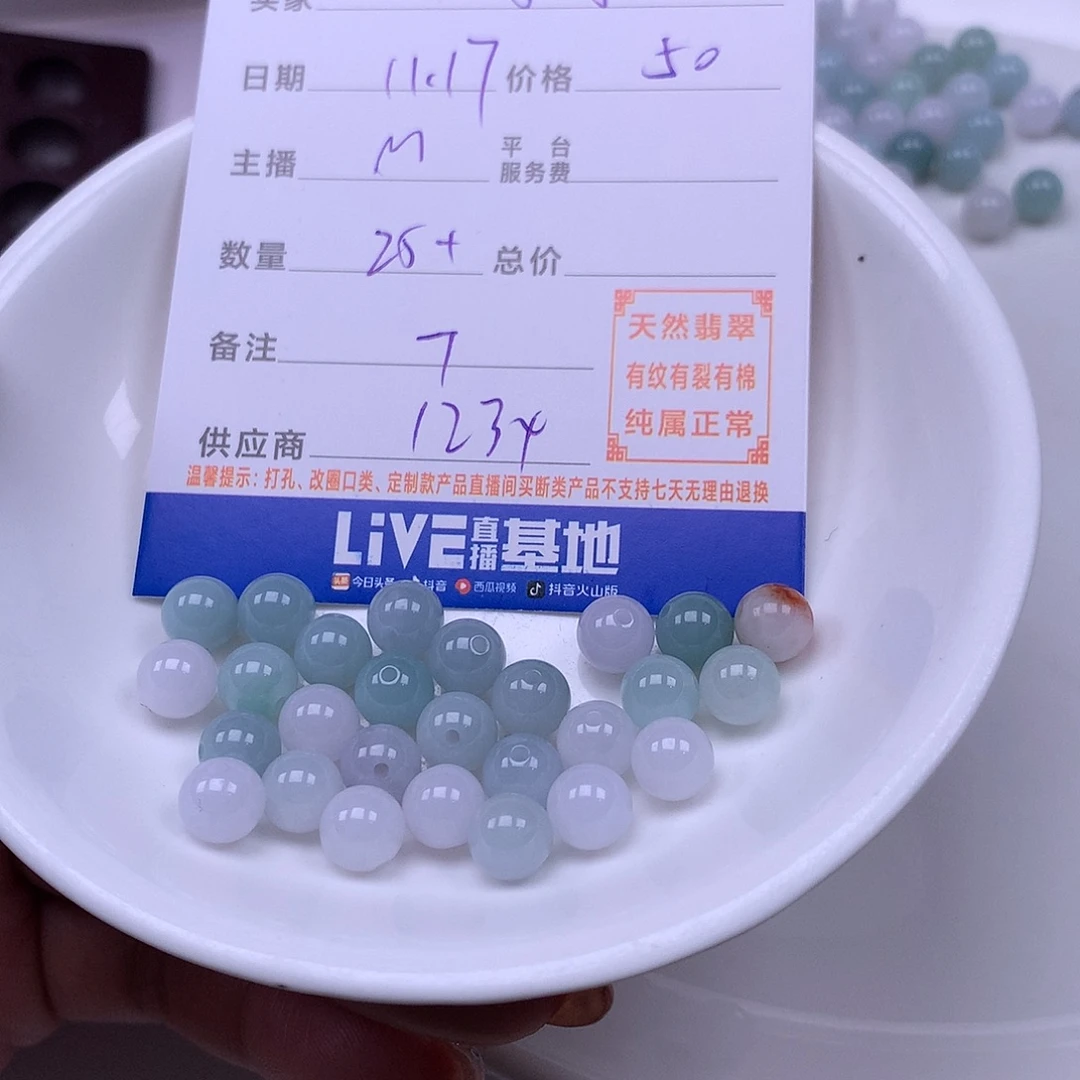 卖家
日期 11.17 价格 50
主播 M 平台服务费
数量 26+ 总价
备注 7
供应商 1234
天然翡翠
有纹有裂有棉
纯属正常
温馨提示：打孔、改圈口类、定制款产品直播间买断类产品不支持七天无理由退换
LiVE直播基地
头条 今日头条 抖音 西瓜视频 抖音火山版